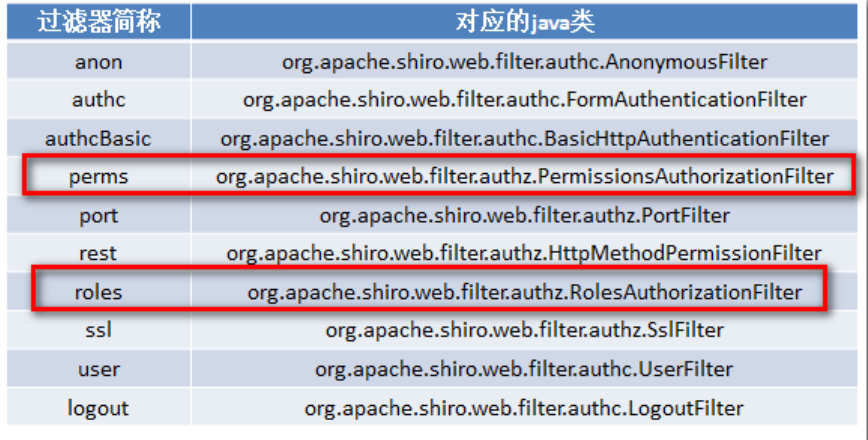 过滤器简称 对应的java类
anon org.apache.shiro.web.filter.authc.AnonymousFilter
authc org.apache.shiro.web.filter.authc.FormAuthenticationFilter
authcBasic org.apache.shiro.web.filter.authc.BasicHttpAuthenticationFilter
perms org.apache.shiro.web.filter.authz.PermissionsAuthorizationFilter
port org.apache.shiro.web.filter.authz.PortFilter
rest org.apache.shiro.web.filter.authz.HttpMethodPermissionFilter
roles org.apache.shiro.web.filter.authz.RolesAuthorizationFilter
ssl org.apache.shiro.web.filter.authz.SslFilter
user org.apache.shiro.web.filter.authc.UserFilter
logout org.apache.shiro.web.filter.authc.LogoutFilter